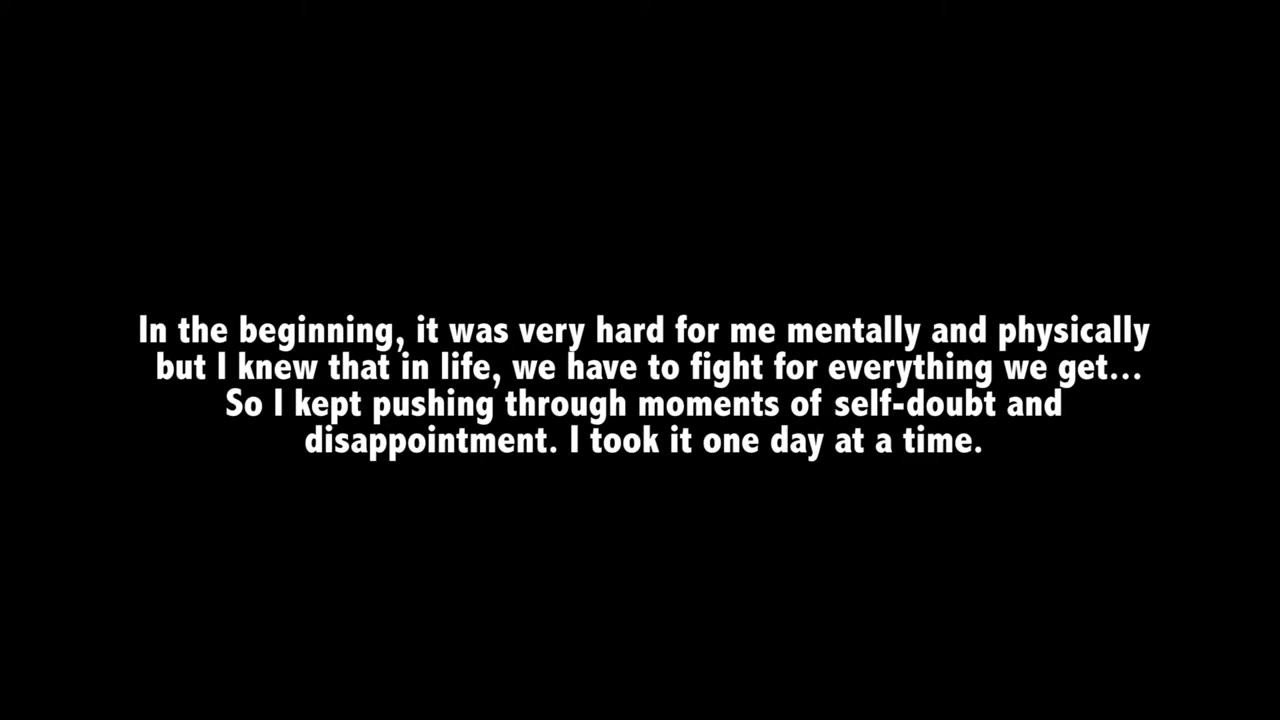 In the beginning, it was very hard for me mentally and physically
but I knew that in life, we have to fight for everything we get...
So I kept pushing through moments of self-doubt and
disappointment. I took it one day at a time.